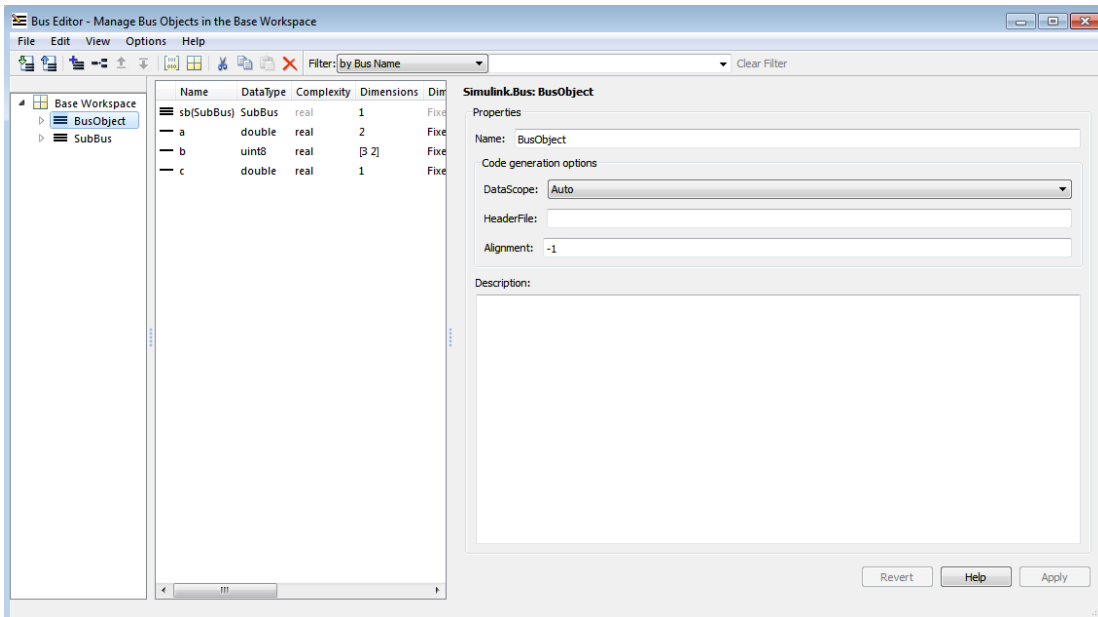 Bus Editor - Manage Bus Objects in the Base Workspace
File Edit View Options Help
Filter: by Bus Name Clear Filter
Base Workspace
BusObject
SubBus
Name DataType Complexity Dimensions Dim
sb(SubBus) SubBus real 1 Fixe
a double real 2 Fixe
b uint8 real [3 2] Fixe
c double real 1 Fixe
Simulink.Bus: BusObject
Properties
Name: BusObject
Code generation options
DataScope: Auto
HeaderFile:
Alignment: -1
Description:
Revert Help Apply